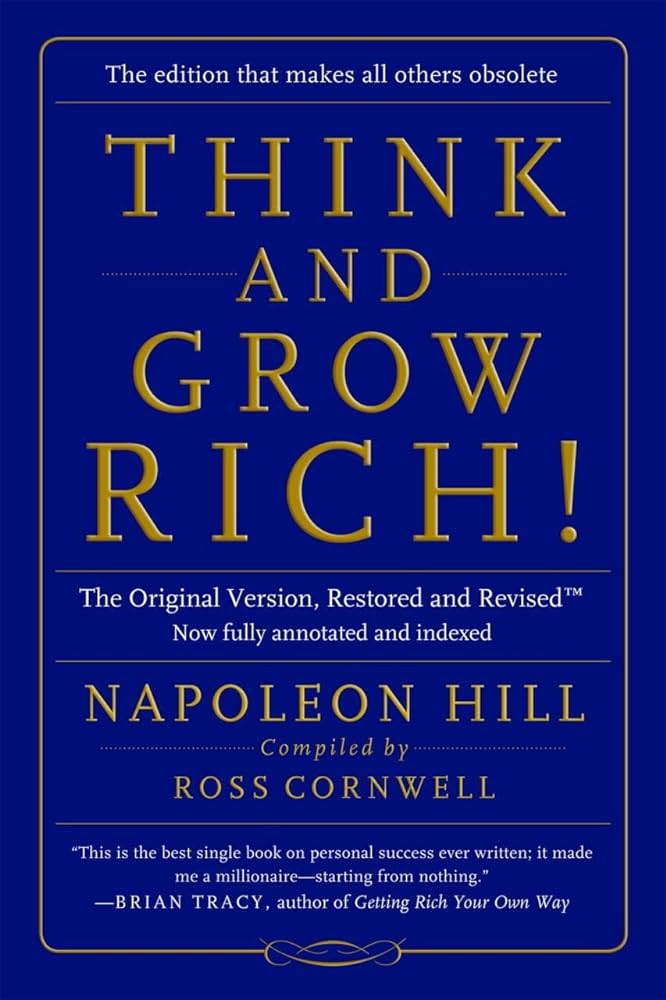 The edition that makes all others obsolete
THINK
AND
GROW
RICH!
The Original Version, Restored and Revised™
Now fully annotated and indexed
NAPOLEON HILL
Compiled by
ROSS CORNWELL
“This is the best single book on personal success ever written; it made
me a millionaire—starting from nothing.”
—BRIAN TRACY, author of Getting Rich Your Own Way